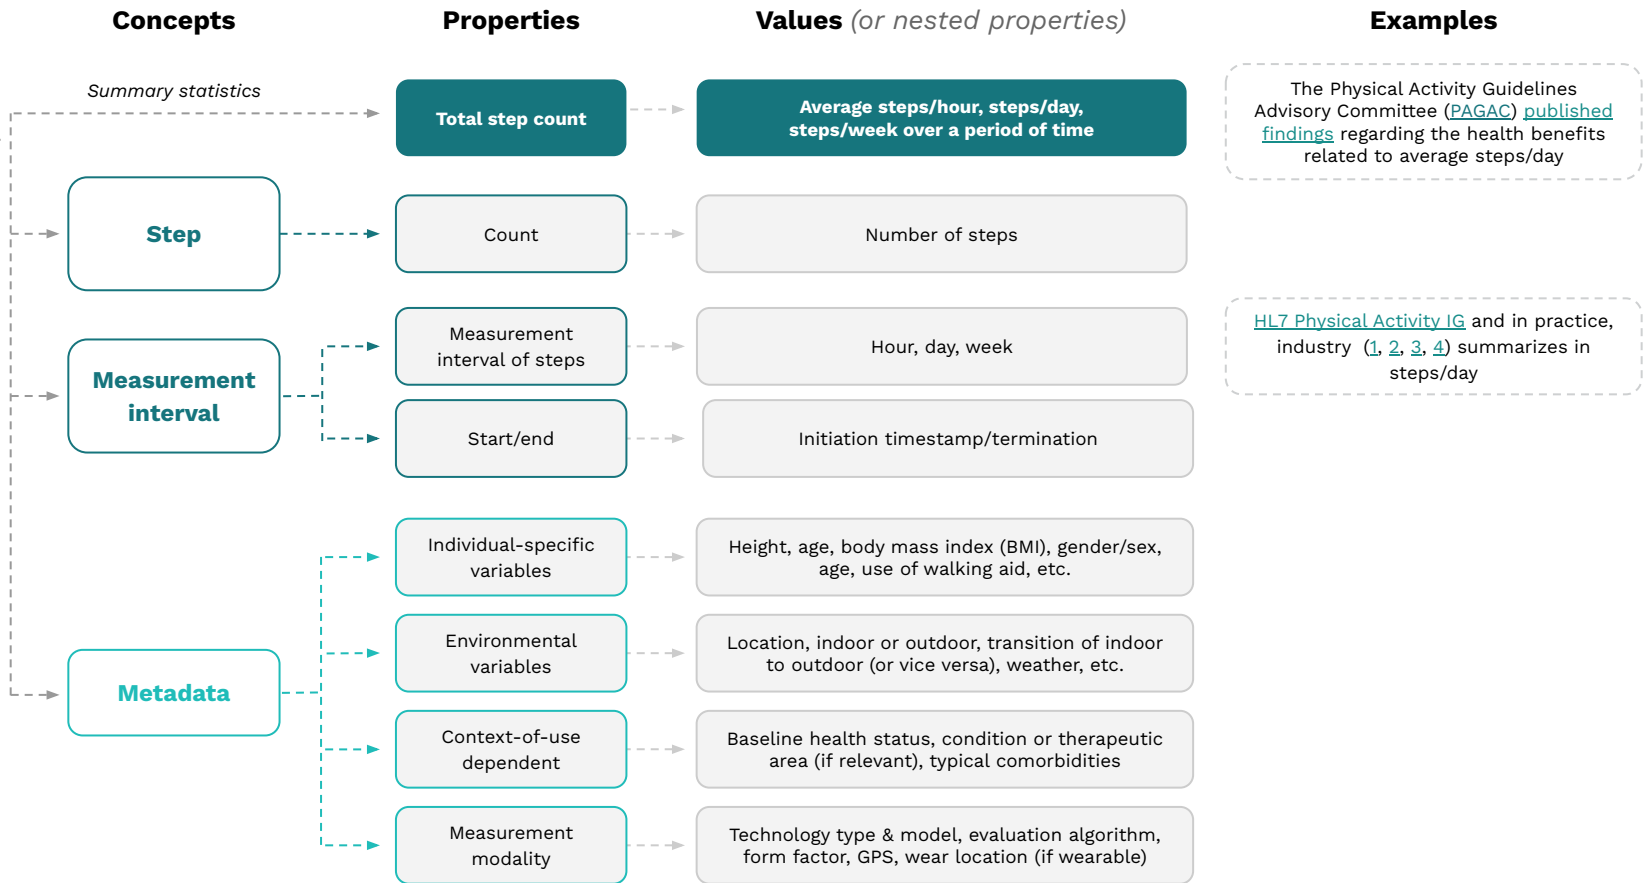 Concepts
Properties
Values (or nested properties)
Examples
Summary statistics
Total step count
Average steps/hour, steps/day,
steps/week over a period of time
The Physical Activity Guidelines
Advisory Committee (PAGAC) published
findings regarding the health benefits
related to average steps/day
Step
Count
Number of steps
Measurement
interval
Measurement
interval of steps
Hour, day, week
HL7 Physical Activity IG and in practice,
industry (1, 2, 3, 4) summarizes in
steps/day
Start/end
Initiation timestamp/termination
Metadata
Individual-specific
variables
Height, age, body mass index (BMI), gender/sex,
age, use of walking aid, etc.
Environmental
variables
Location, indoor or outdoor, transition of indoor
to outdoor (or vice versa), weather, etc.
Context-of-use
dependent
Baseline health status, condition or therapeutic
area (if relevant), typical comorbidities
Measurement
modality
Technology type & model, evaluation algorithm,
form factor, GPS, wear location (if wearable)